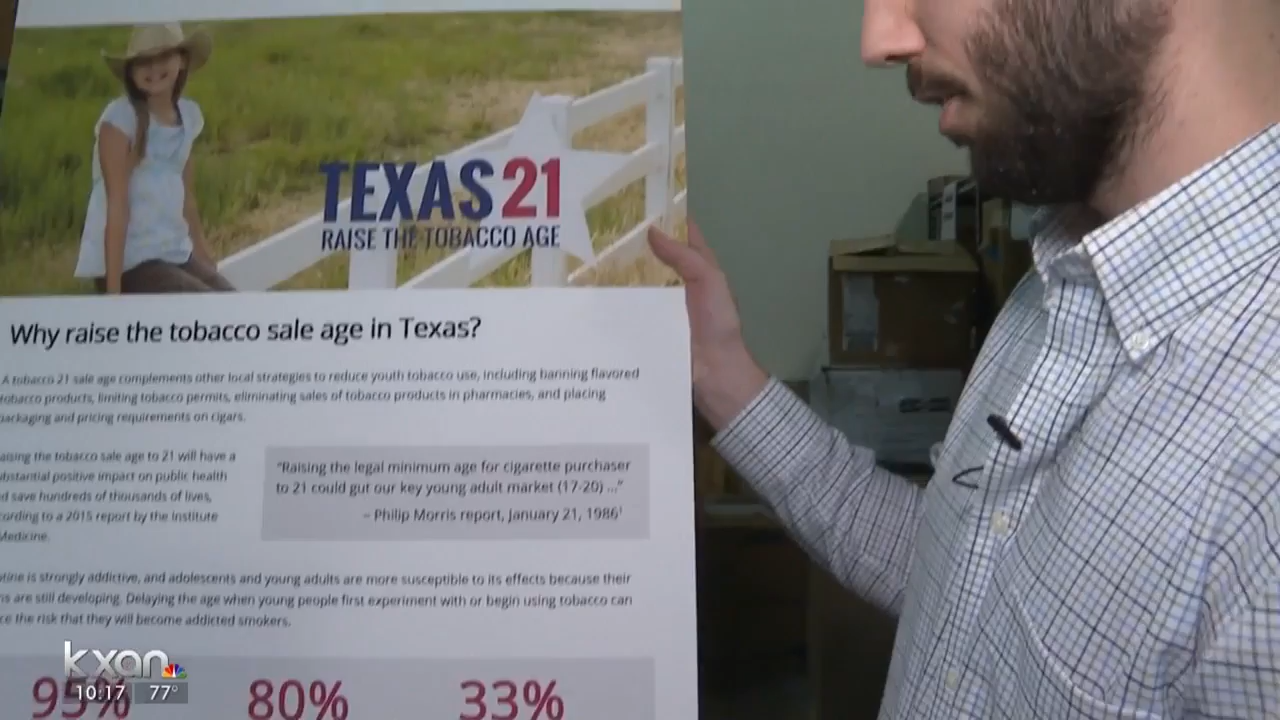 TEXAS 21
RAISE THE TOBACCO AGE
Why raise the tobacco sale age in Texas?
A tobacco 21 sale age complements other local strategies to reduce youth tobacco use, including banning flavored
tobacco products, limiting tobacco permits, eliminating sales of tobacco products in pharmacies, and placing
packaging and pricing requirements on cigars.
aising the tobacco sale age to 21 will have a
ubstantial positive impact on public health
d save hundreds of thousands of lives,
cording to a 2015 report by the Institute
Medicine.
"Raising the legal minimum age for cigarette purchaser
to 21 could gut our key young adult market (17-20) ..."
– Philip Morris report, January 21, 1986¹
otine is strongly addictive, and adolescents and young adults are more susceptible to its effects because their
ns are still developing. Delaying the age when young people first experiment with or begin using tobacco can
ce the risk that they will become addicted smokers.
95% 80% 33%
kxan
10:17 77°